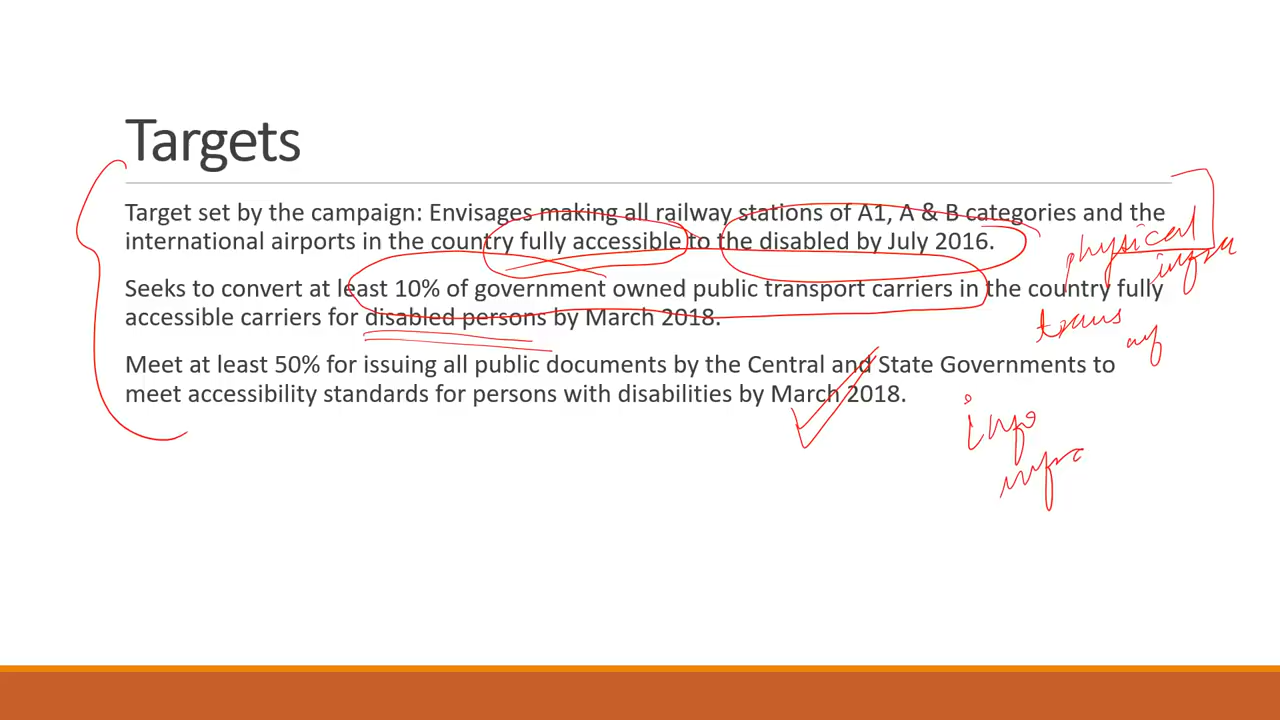 Targets
Target set by the campaign: Envisages making all railway stations of A1, A & B categories and the
international airports in the country fully accessible to the disabled by July 2016.
physical
infra
Seeks to convert at least 10% of government owned public transport carriers in the country fully
accessible carriers for disabled persons by March 2018.
trans
Meet at least 50% for issuing all public documents by the Central and State Governments to
meet accessibility standards for persons with disabilities by March 2018.
info
infra